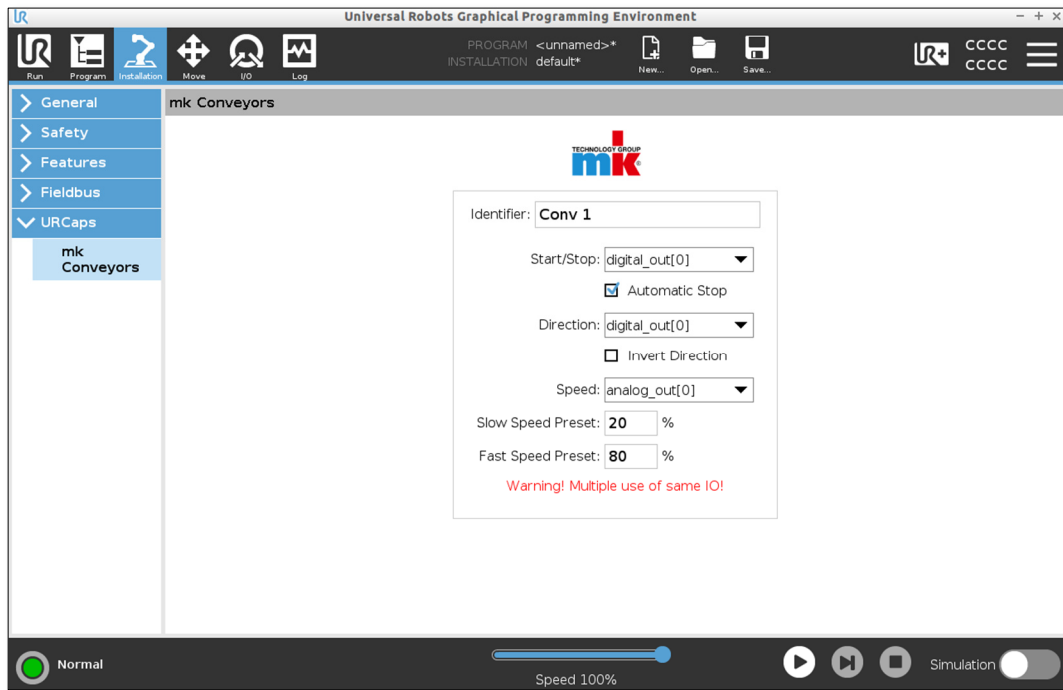 Universal Robots Graphical Programming Environment
Run
Program
Installation
Move
I/O
Log
PROGRAM <unnamed>*
INSTALLATION default*
New...
Open...
Save...
UR+
CCCC
CCCC
General
Safety
Features
Fieldbus
URCaps
mk
Conveyors
mk Conveyors
TECHNOLOGY GROUP
mk®
Identifier: Conv 1
Start/Stop: digital_out[0]
Automatic Stop
Direction: digital_out[0]
Invert Direction
Speed: analog_out[0]
Slow Speed Preset: 20 %
Fast Speed Preset: 80 %
Warning! Multiple use of same IO!
Normal
Speed 100%
Simulation